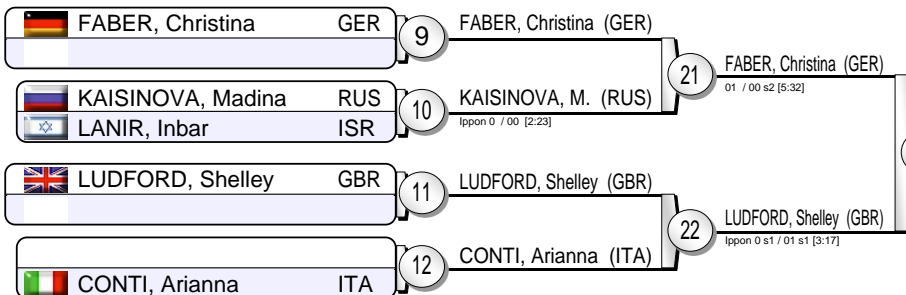 FABER, Christina GER
9
FABER, Christina (GER)
21
FABER, Christina (GER)
01 / 00 s2 [5:32]
KAISINOVA, Madina RUS
LANIR, Inbar ISR
10
KAISINOVA, M. (RUS)
Ippon 0 / 00 [2:23]
LUDFORD, Shelley GBR
11
LUDFORD, Shelley (GBR)
22
LUDFORD, Shelley (GBR)
Ippon 0 s1 / 01 s1 [3:17]
12
CONTI, Arianna (ITA)
CONTI, Arianna ITA